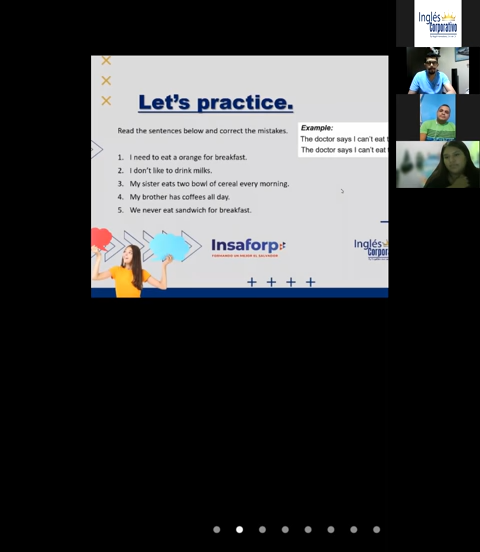 Inglés
Corporativo
Let's practice.
Read the sentences below and correct the mistakes.
Example:
The doctor says I can't eat
The doctor says I can't eat
1. I need to eat a orange for breakfast.
2. I don't like to drink milks.
3. My sister eats two bowl of cereal every morning.
4. My brother has coffees all day.
5. We never eat sandwich for breakfast.
Insaforp
FORMANDO UN MEJOR EL SALVADOR
Inglés